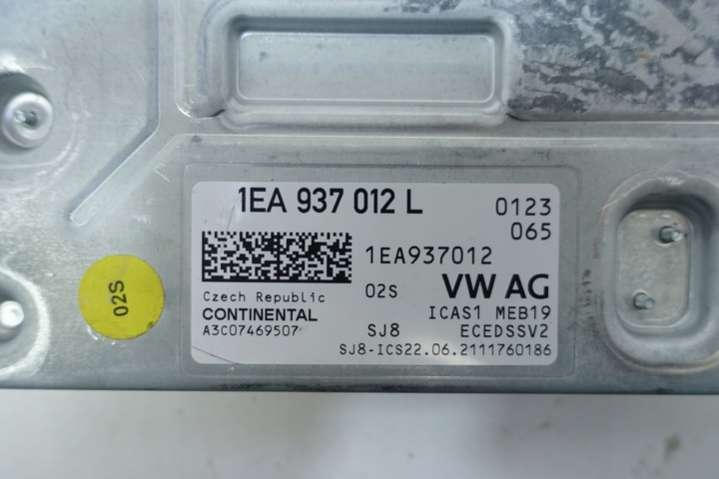 1EA 937 012 L
0123
065
1EA937012
02S
VW AG
Czech Republic
CONTINENTAL
A3C07469507
ICAS1 MEB19
SJ8
ECEDSSV2
SJ8-ICS22.06.2111760186
02S